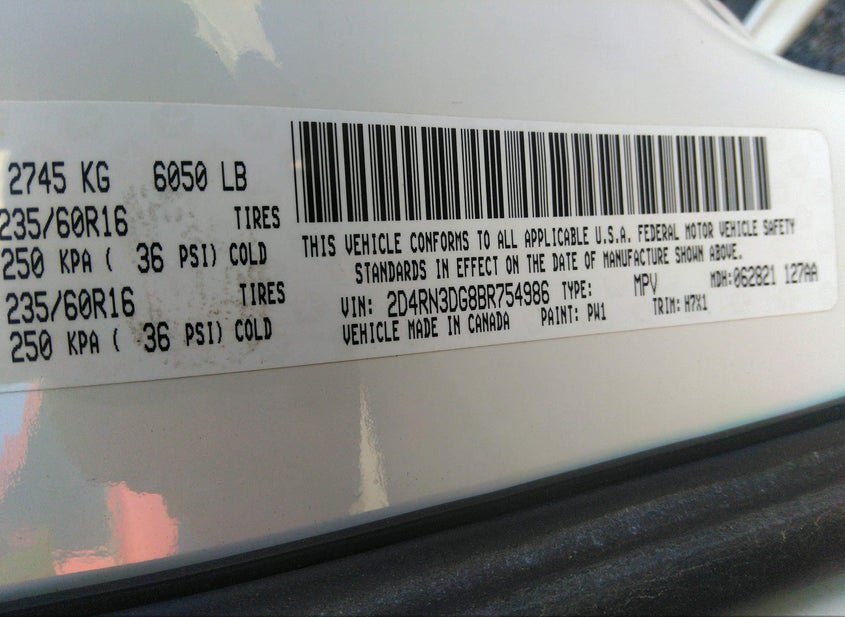 2745 KG 6050 LB
235/60R16 TIRES
250 KPA ( 36 PSI) COLD
235/60R16 TIRES
250 KPA ( 36 PSI) COLD
THIS VEHICLE CONFORMS TO ALL APPLICABLE U.S.A. FEDERAL MOTOR VEHICLE SAFETY
STANDARDS IN EFFECT ON THE DATE OF MANUFACTURE SHOWN ABOVE.
VIN: 2D4RN3DG8BR754986 TYPE: MPV MDH:062821 127AA
VEHICLE MADE IN CANADA PAINT: PW1 TRIM: H7X1